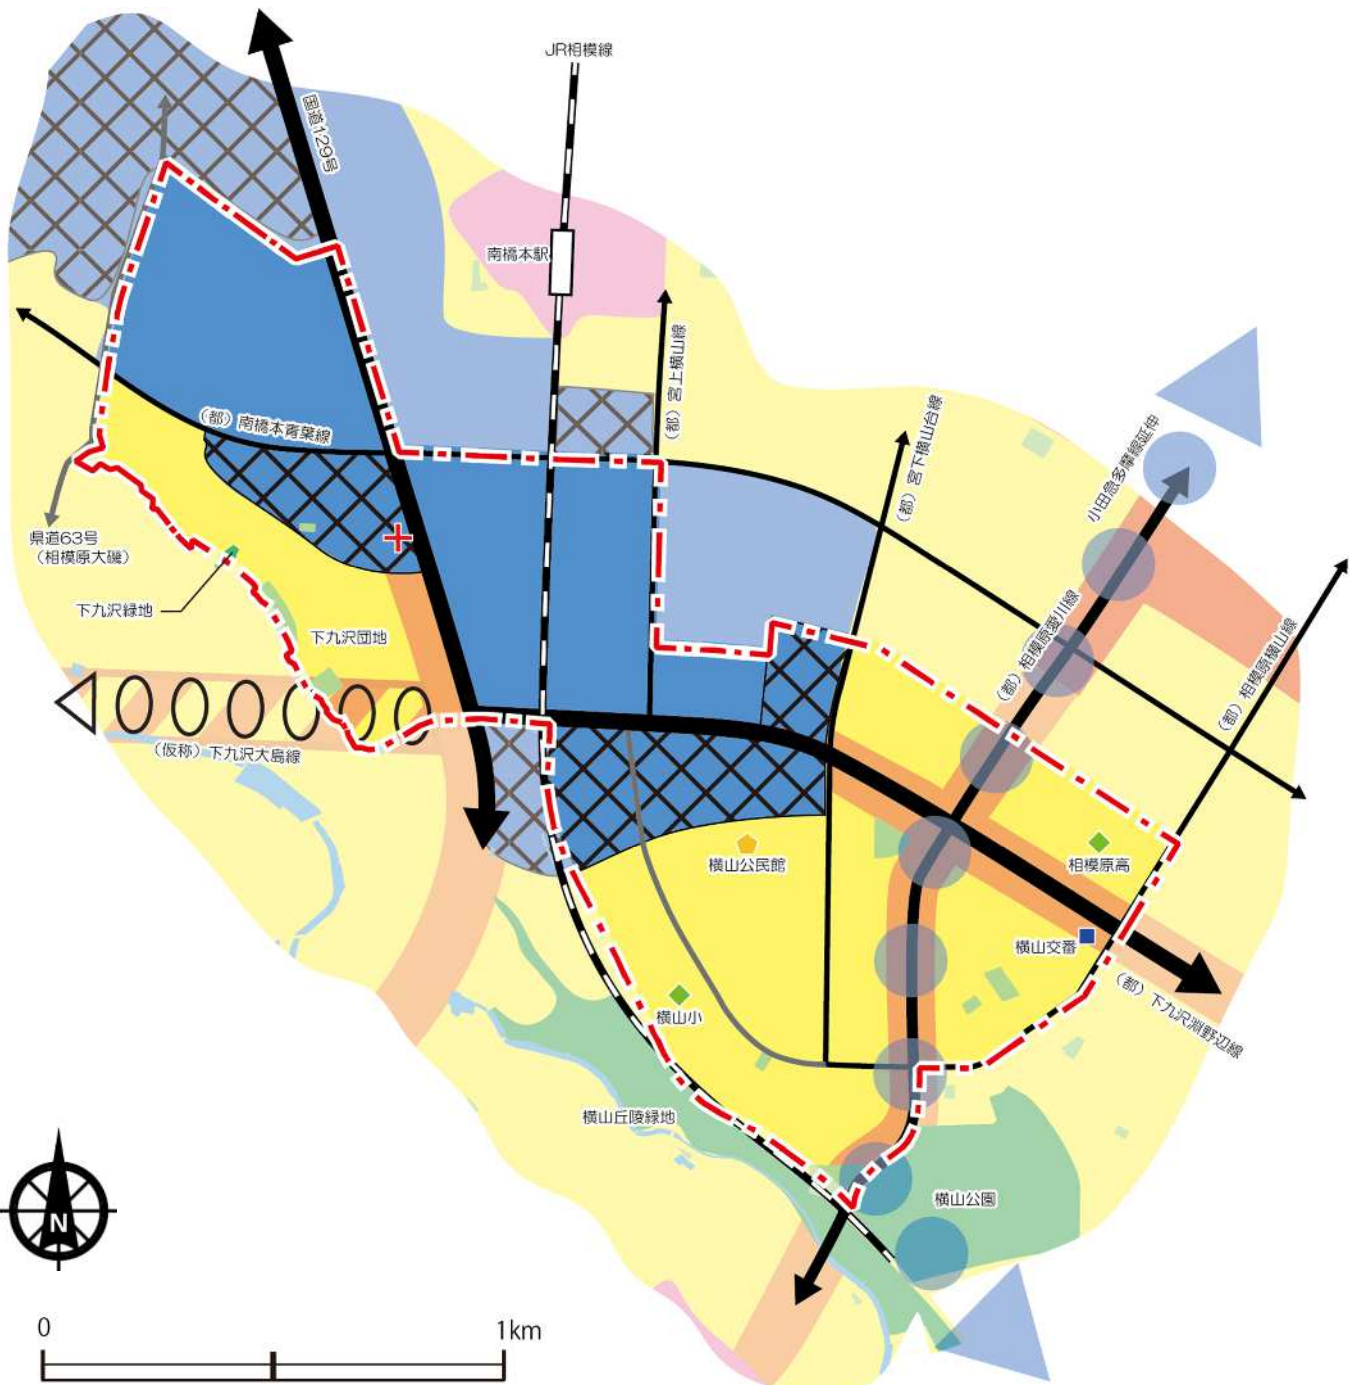 JR相模線
国道129号
南橋本駅
(都)宮上横山線
(都)南橋本青葉線
(都)宮下横山台線
小田急多摩線延伸
県道63号
(相模原大磯)
下九沢緑地
下九沢団地
(都)相模原愛川線
(都)相模原横山線
(仮称)下九沢大島線
横山公民館
相模原高
横山交番
(都)下九沢淵野辺線
横山小
横山丘陵緑地
横山公園
N
0
1km